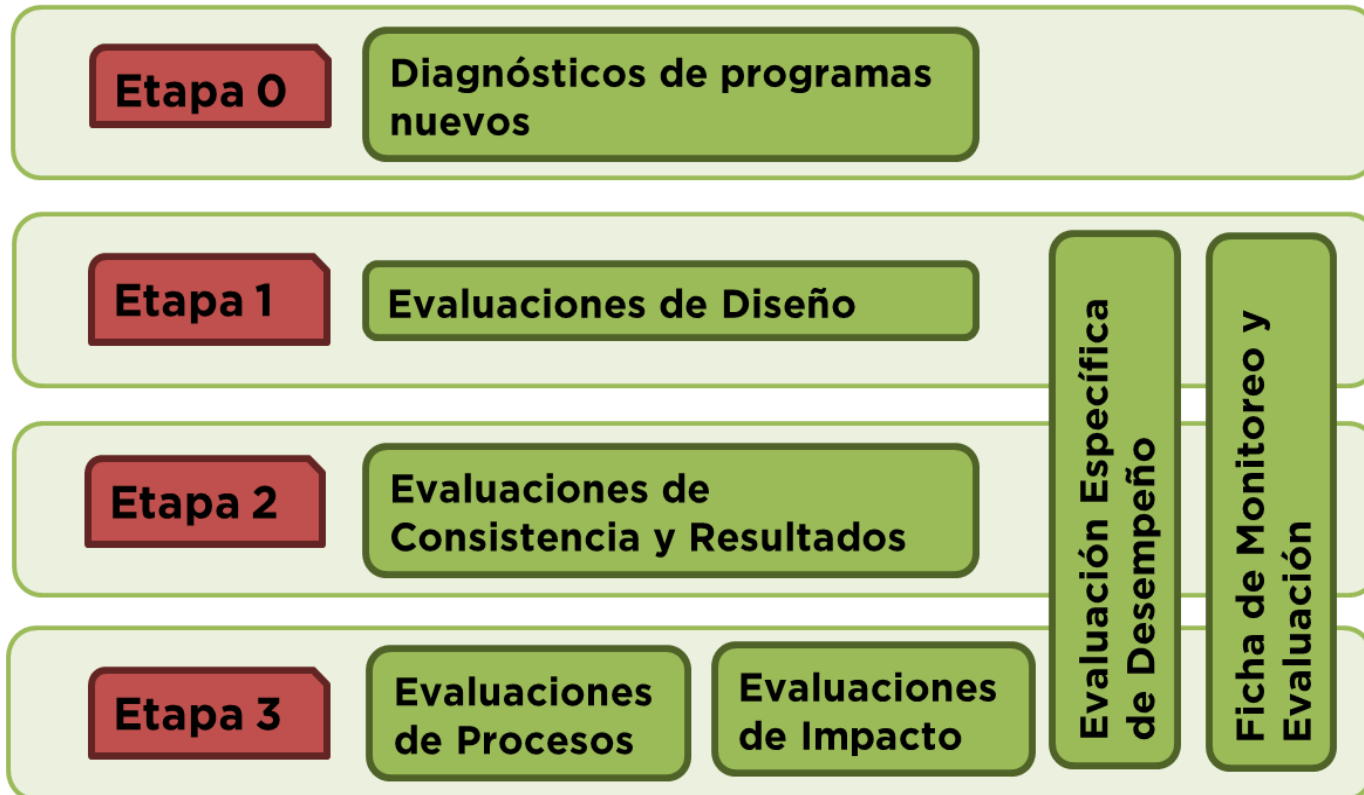 Etapa 0
Diagnósticos de programas
nuevos
Etapa 1
Evaluaciones de Diseño
Etapa 2
Evaluaciones de
Consistencia y Resultados
Etapa 3
Evaluaciones
de Procesos
Evaluaciones
de Impacto
Evaluación Específica
de Desempeño
Ficha de Monitoreo y
Evaluación